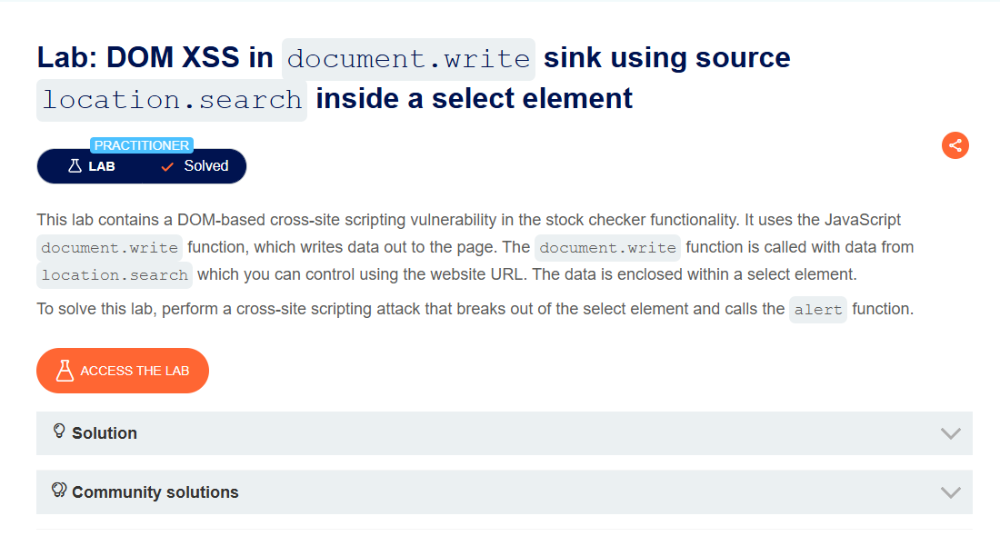 Lab: DOM XSS in document.write sink using source
location.search inside a select element
PRACTITIONER
LAB Solved
This lab contains a DOM-based cross-site scripting vulnerability in the stock checker functionality. It uses the JavaScript
document.write function, which writes data out to the page. The document.write function is called with data from
location.search which you can control using the website URL. The data is enclosed within a select element.
To solve this lab, perform a cross-site scripting attack that breaks out of the select element and calls the alert function.
ACCESS THE LAB
Solution
Community solutions